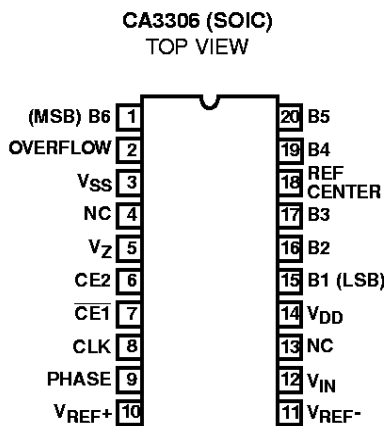 CA3306 (SOIC)
TOP VIEW
(MSB) B6 1 20 B5
OVERFLOW 2 19 B4
VSS 3 18 REF CENTER
NC 4 17 B3
VZ 5 16 B2
CE2 6 15 B1 (LSB)
C̅E̅1̅ 7 14 VDD
CLK 8 13 NC
PHASE 9 12 VIN
VREF+ 10 11 VREF-